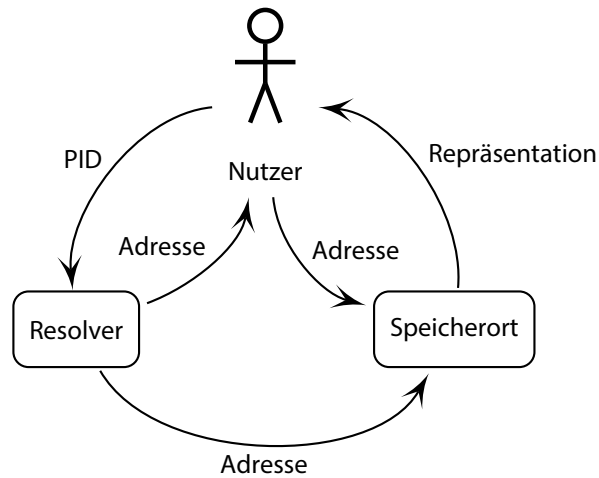 PID
Repräsentation
Nutzer
Adresse
Adresse
Resolver
Speicherort
Adresse